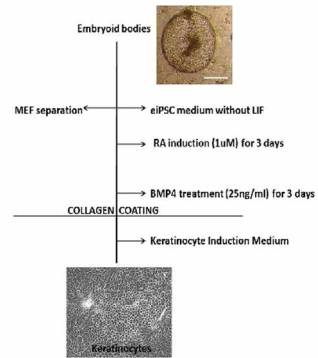 Embryoid bodies
MEF separation
eiPSC medium without LIF
RA induction (1uM) for 3 days
BMP4 treatment (25ng/ml) for 3 days
COLLAGEN COATING
Keratinocyte Induction Medium
Keratinocytes